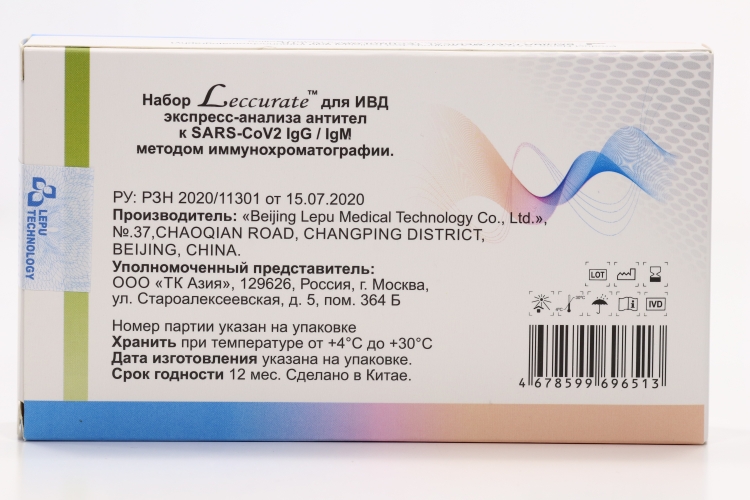 Набор Leccurate™ для ИВД
экспресс-анализа антител
к SARS-CoV2 IgG / IgM
методом иммунохроматографии.
LEPU
TECHNOLOGY
РУ: РЗН 2020/11301 от 15.07.2020
Производитель: «Beijing Lepu Medical Technology Co., Ltd.»,
№.37,CHAOQIAN ROAD, CHANGPING DISTRICT,
BEIJING, CHINA.
Уполномоченный представитель:
ООО «ТК Азия», 129626, Россия, г. Москва,
ул. Староалексеевская, д. 5, пом. 364 Б
Номер партии указан на упаковке
Хранить при температуре от +4°C до +30°C
Дата изготовления указана на упаковке.
Срок годности 12 мес. Сделано в Китае.
LOT
IVD
4 678599 696513